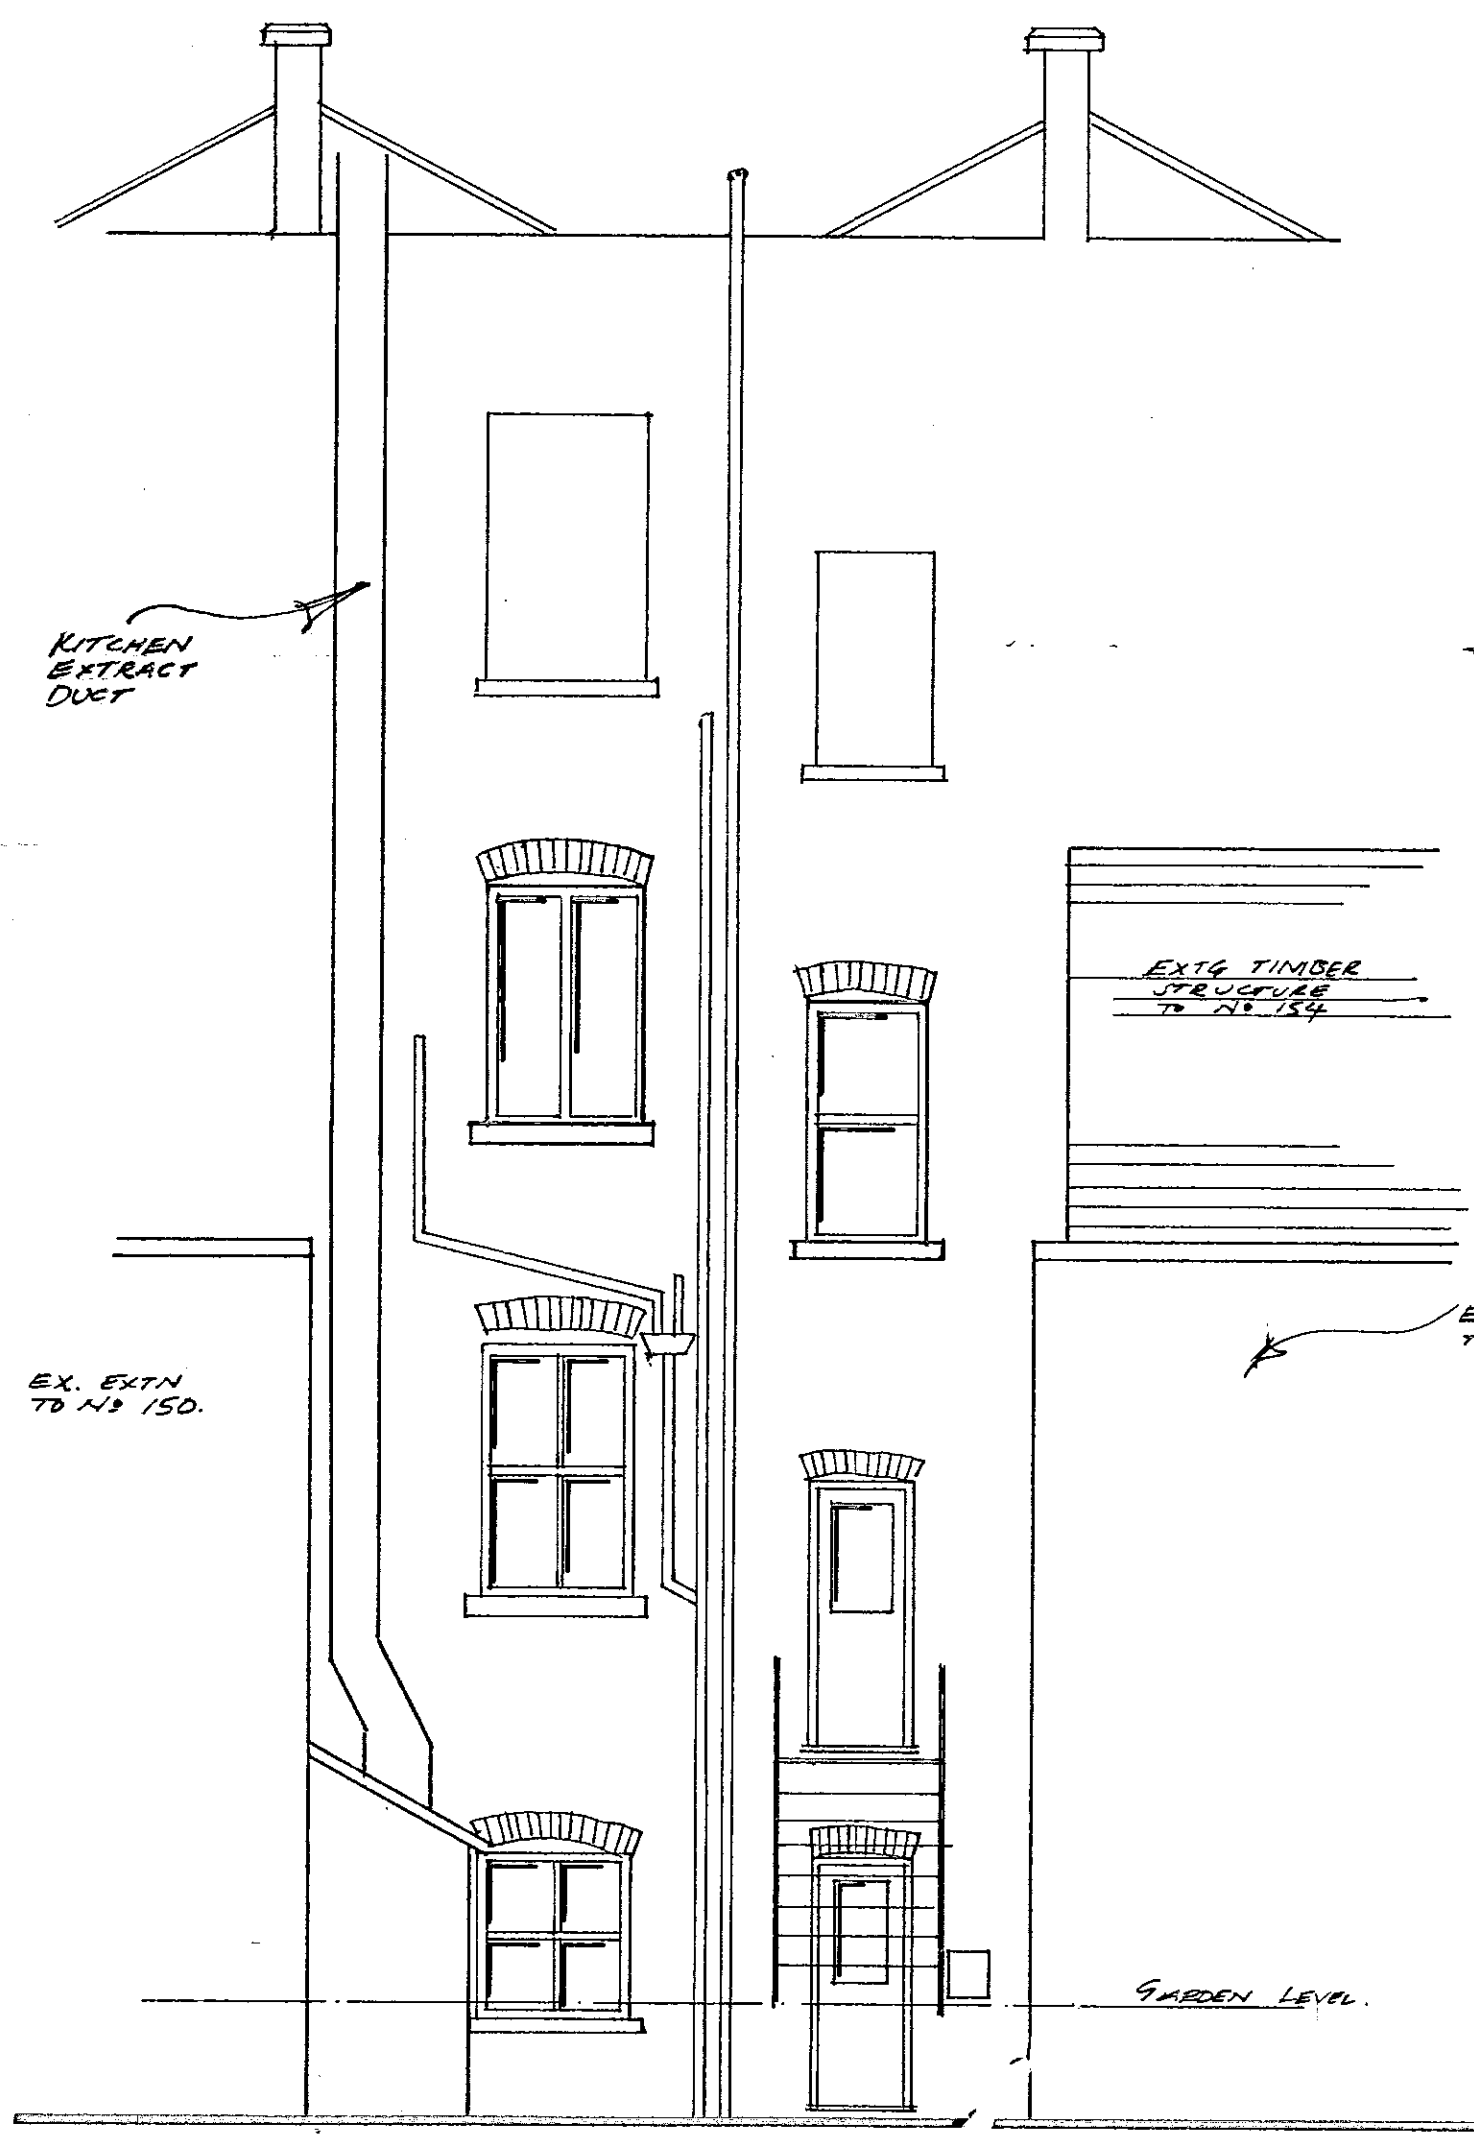 KITCHEN
EXTRACT
DUCT
EXTG TIMBER
STRUCTURE
TO Nº 154
EX. EXTN
TO Nº 150.
GARDEN LEVEL.